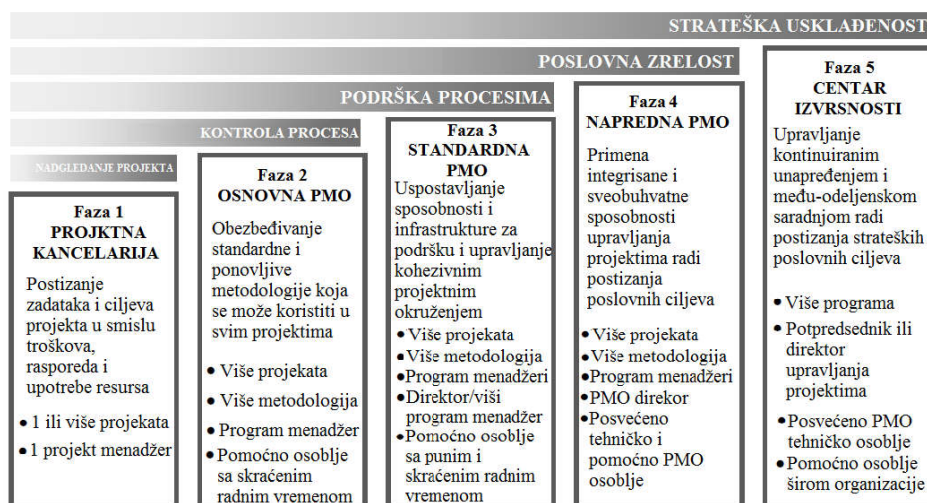 STRATEŠKA USKLAĐENOST
POSLOVNA ZRELOST
PODRŠKA PROCESIMA
KONTROLA PROCESA
NADGLEDANJE PROJEKTA
Faza 1
PROJKTNA
KANCELARIJA
Postizanje
zadataka i ciljeva
projekta u smislu
troškova,
rasporeda i
upotrebe resursa
• 1 ili više projekata
• 1 projekt menadžer
Faza 2
OSNOVNA PMO
Obezbeđivanje
standardne i
ponovljive
metodologije koja
se može koristiti u
svim projektima
• Više projekata
• Više metodologija
• Program menadžer
• Pomoćno osoblje
sa skraćenim
radnim vremenom
Faza 3
STANDARDNA
PMO
Uspostavljanje
sposobnosti i
infrastrukture za
podršku i upravljanje
kohezivnim
projektnim
okruženjem
• Više projekata
• Više metodologija
• Program menadžeri
• Direktor/viši
program menadžer
• Pomoćno osoblje
sa punim i
skraćenim radnim
vremenom
Faza 4
NAPREDNA PMO
Primena
integrisane i
sveobuhvatne
sposobnosti
upravljanja
projektima radi
postizanja
poslovnih ciljeva
• Više projekata
• Više metodologija
• Program menadžeri
• PMO direkor
• Posvećeno
tehničko i
pomoćno PMO
osoblje
Faza 5
CENTAR
IZVRSNOSTI
Upravljanje
kontinuiranim
unapređenjem i
među-odeljenskom
saradnjom radi
postizanja strateških
poslovnih ciljeva
• Više programa
• Potpredsednik ili
direktor
upravljanja
projektima
• Posvećeno PMO
tehničko osoblje
• Pomoćno osoblje
širom organizacije